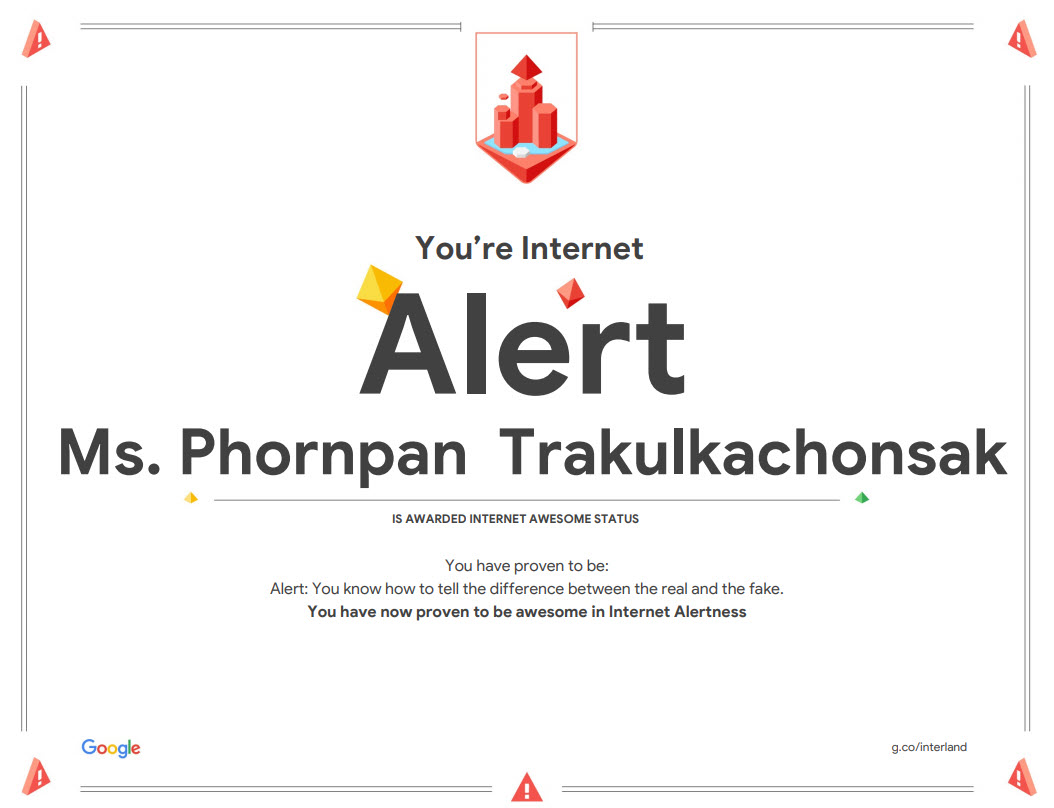 You’re Internet
Alert
Ms. Phornpan  Trakulkachonsak
IS AWARDED INTERNET AWESOME STATUS
You have proven to be:
Alert: You know how to tell the difference between the real and the fake.
You have now proven to be awesome in Internet Alertness
Google
g.co/interland